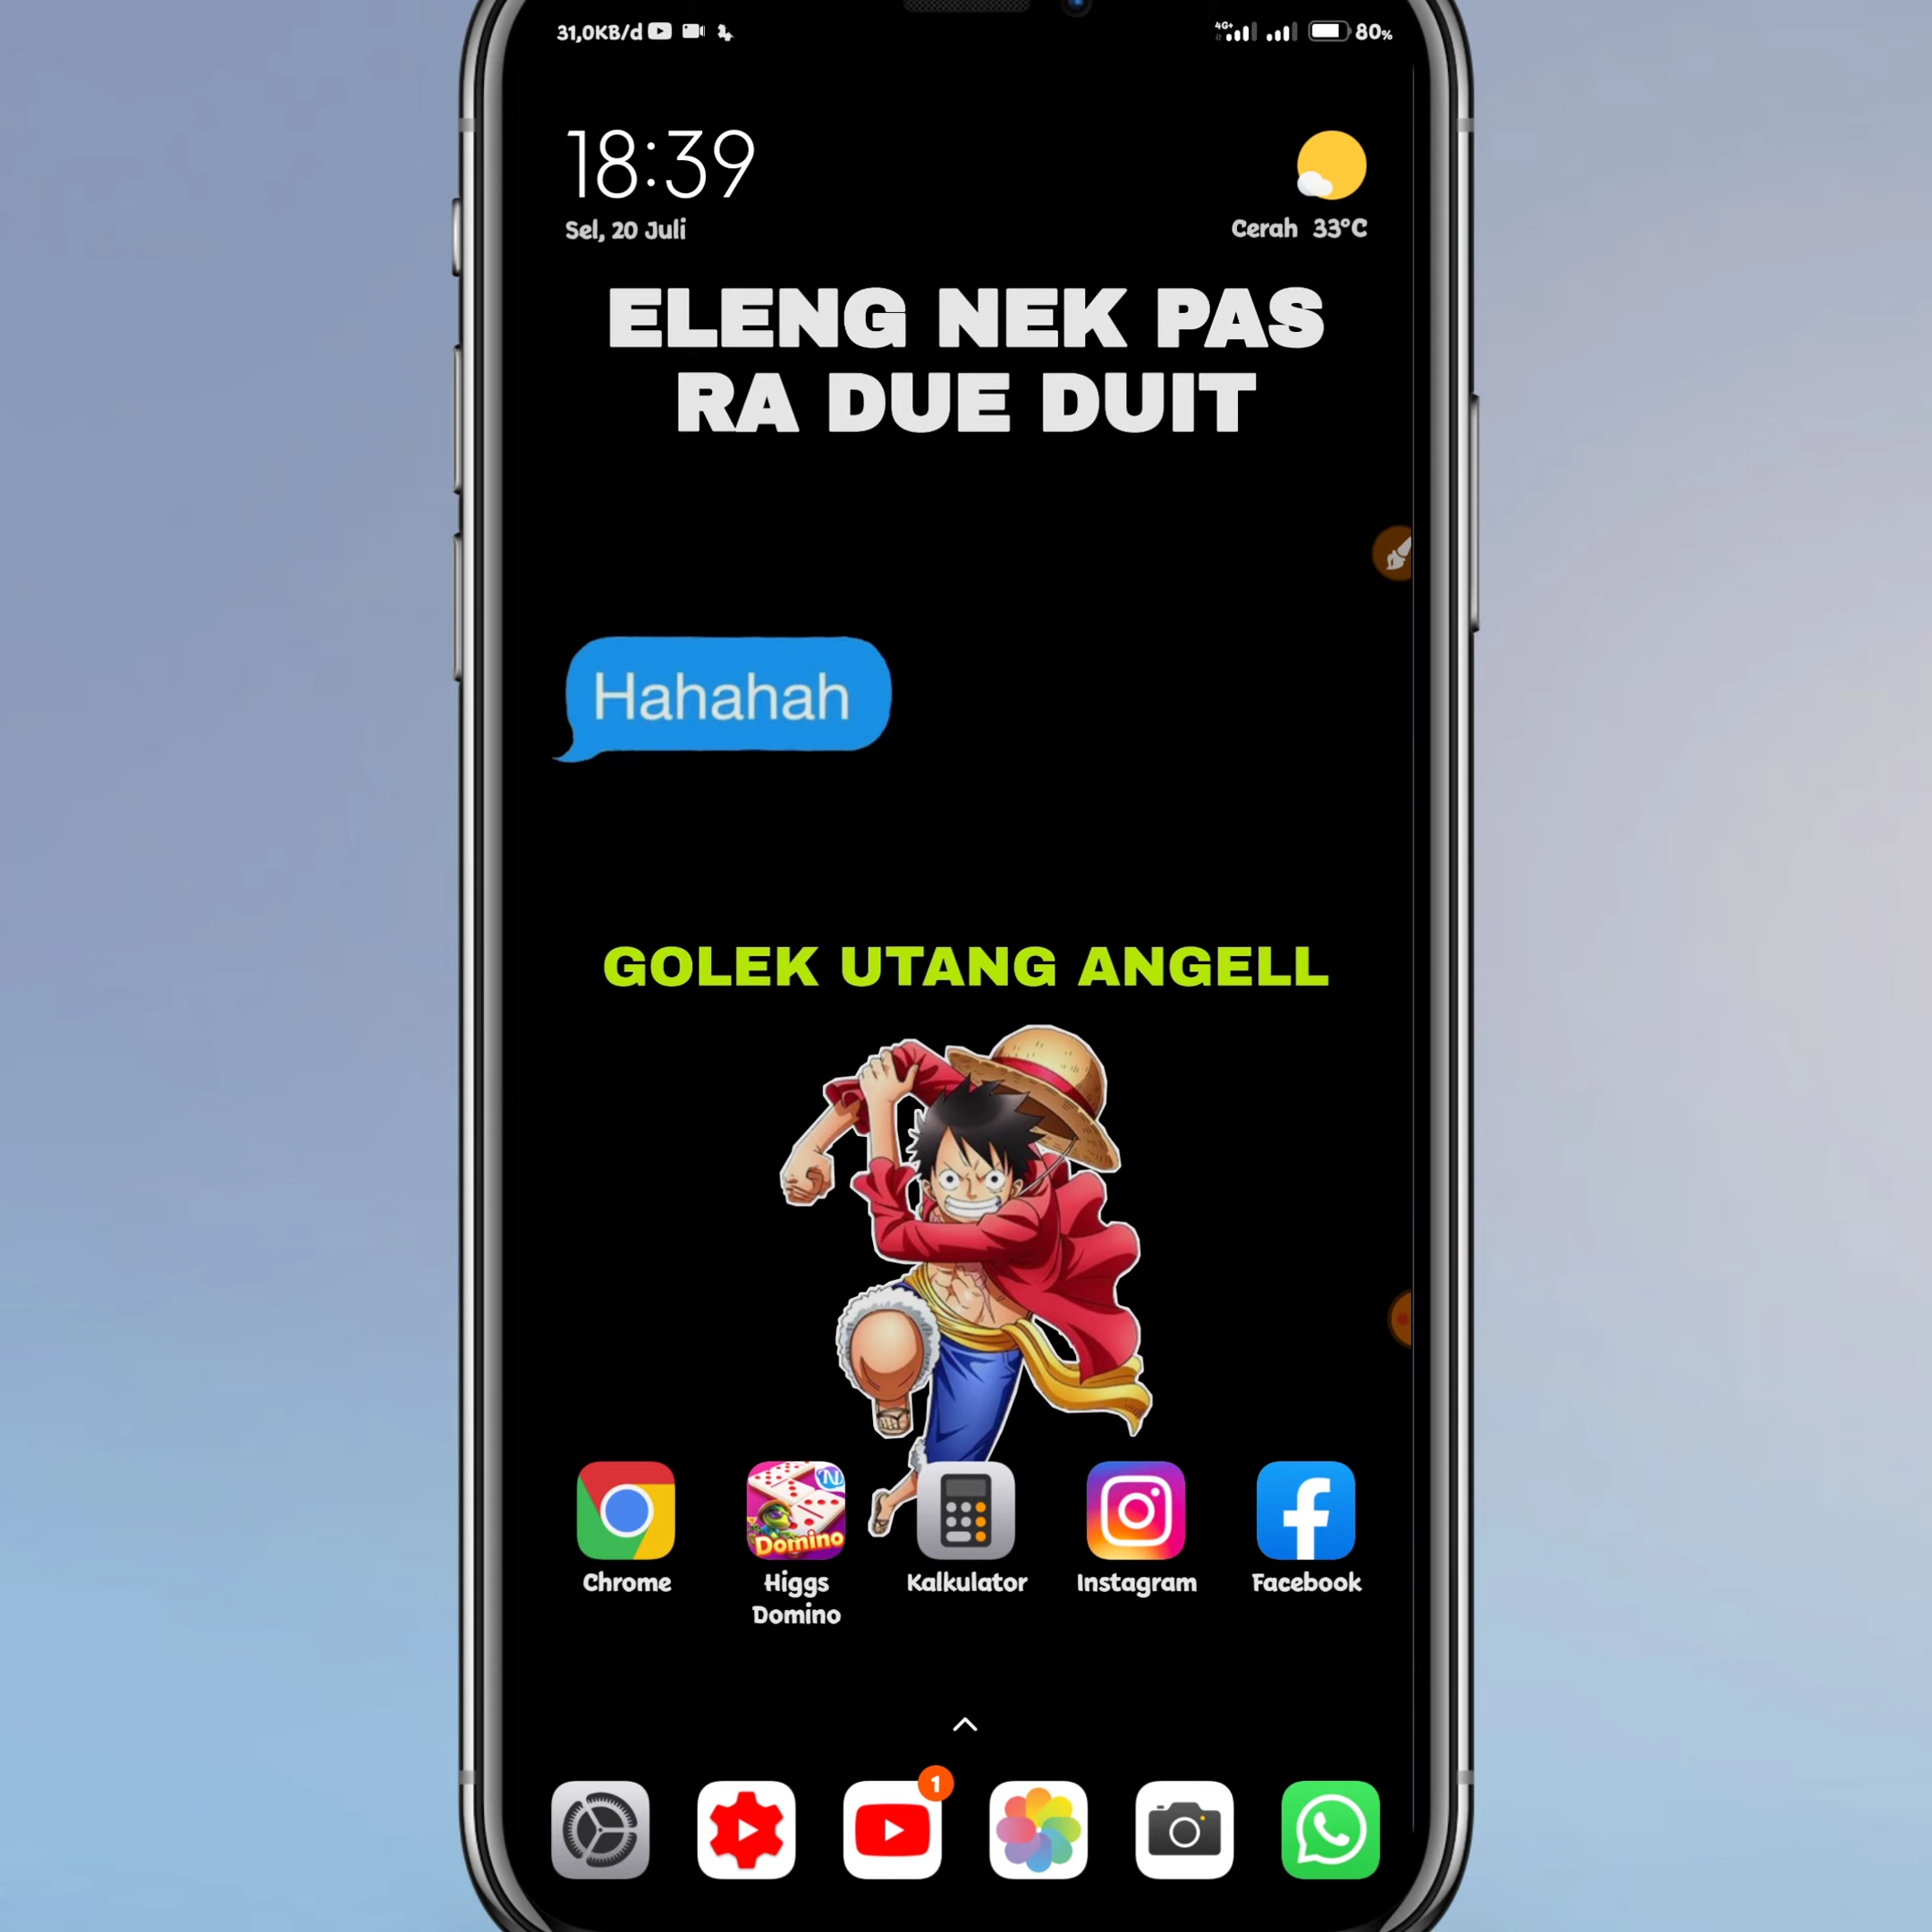 31,0KB/d
4G+ 80%
18:39
Sel, 20 Juli
Cerah 33°C
ELENG NEK PAS
RA DUE DUIT
Hahahah
GOLEK UTANG ANGELL
N
Domino
Chrome
Higgs
Domino
Kalkulator
Instagram
Facebook
1